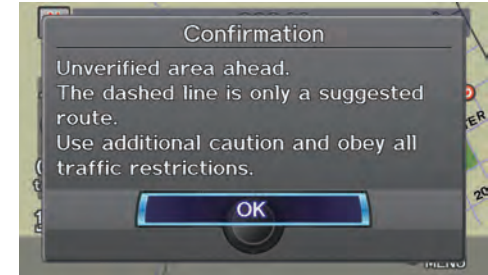 Confirmation
Unverified area ahead.
The dashed line is only a suggested
route.
Use additional caution and obey all
traffic restrictions.
OK
MENU